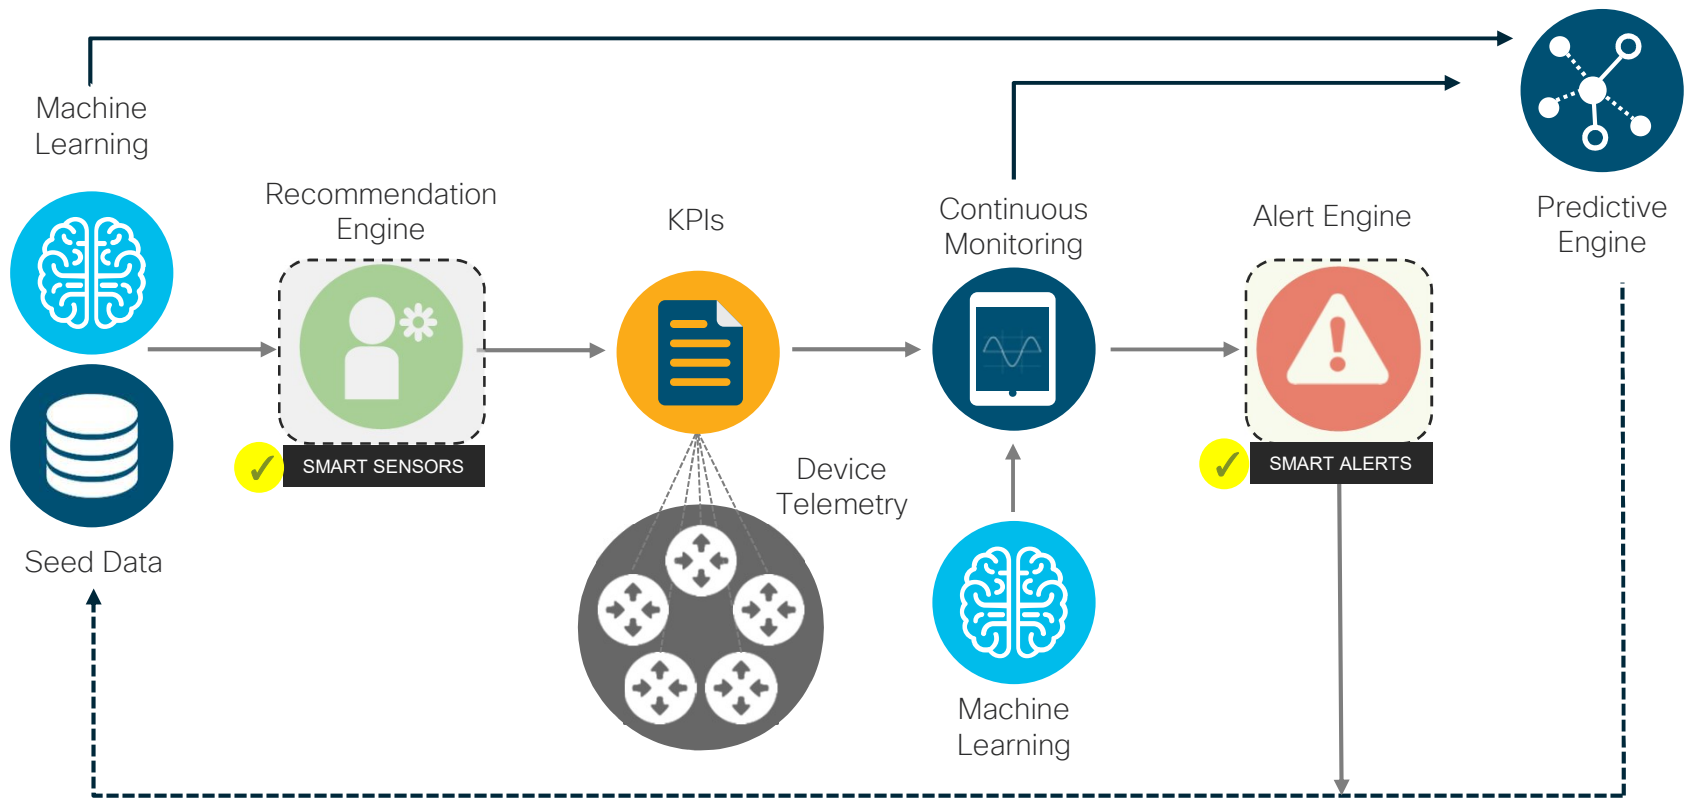 Machine
Learning
Recommendation
Engine
KPIs
Continuous
Monitoring
Alert Engine
Predictive
Engine
SMART SENSORS
SMART ALERTS
Device
Telemetry
Seed Data
Machine
Learning